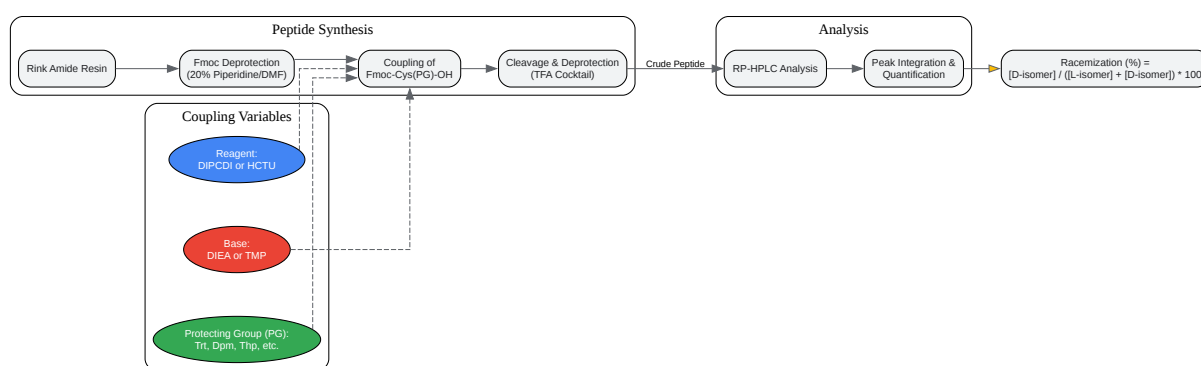 Peptide Synthesis
Rink Amide Resin
Fmoc Deprotection
(20% Piperidine/DMF)
Coupling of
Fmoc-Cys(PG)-OH
Cleavage & Deprotection
(TFA Cocktail)
Crude Peptide
Analysis
RP-HPLC Analysis
Peak Integration &
Quantification
Racemization (%) =
[D-isomer] / ([L-isomer] + [D-isomer]) * 100
Coupling Variables
Reagent:
DIPCDI or HCTU
Base:
DIEA or TMP
Protecting Group (PG):
Trt, Dpm, Thp, etc.